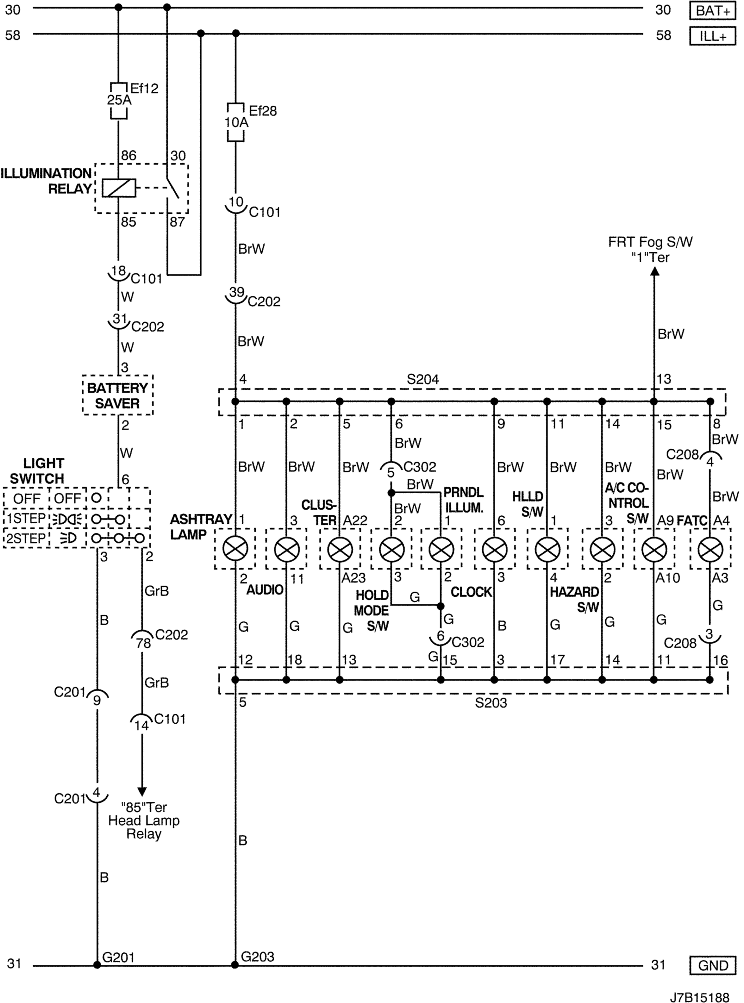 30 30 BAT+
58 58 ILL+
Ef12
25A
Ef28
10A
86 30
ILLUMINATION
RELAY
85 87
10
C101
FRT Fog S/W
"1"Ter
BrW
18
C101
W
39
C202
31
C202
BrW BrW
W
3
4 S204 13
BATTERY
SAVER
2
1 2 5 6 9 11 14 15 8
BrW BrW
W
C208
4
LIGHT
SWITCH
6
5
C302
BrW BrW BrW BrW BrW BrW BrW
BrW
OFF OFF
1STEP
2STEP
ASHTRAY
LAMP
CLUS-
TER
PRNDL
ILLUM.
HLLD
S/W
A/C CO-
NTROL
S/W
FATC
BrW BrW
1 3 A22 2 1 6 1 3 A9 A4
3 2
2 11 A23 3 2 3 4 2 A10 A3
AUDIO
HOLD
MODE
S/W
CLOCK
HAZARD
S/W
GrB
G
B
G G G G B G G G G
C202
78
6
C302
3
C208
G
12 18 13 15 3 17 14 11 16
GrB
C201
9
5 S203
C101
14
4
C201
"85"Ter
Head Lamp
Relay
B
B
G201 G203
31 31 GND
J7B15188